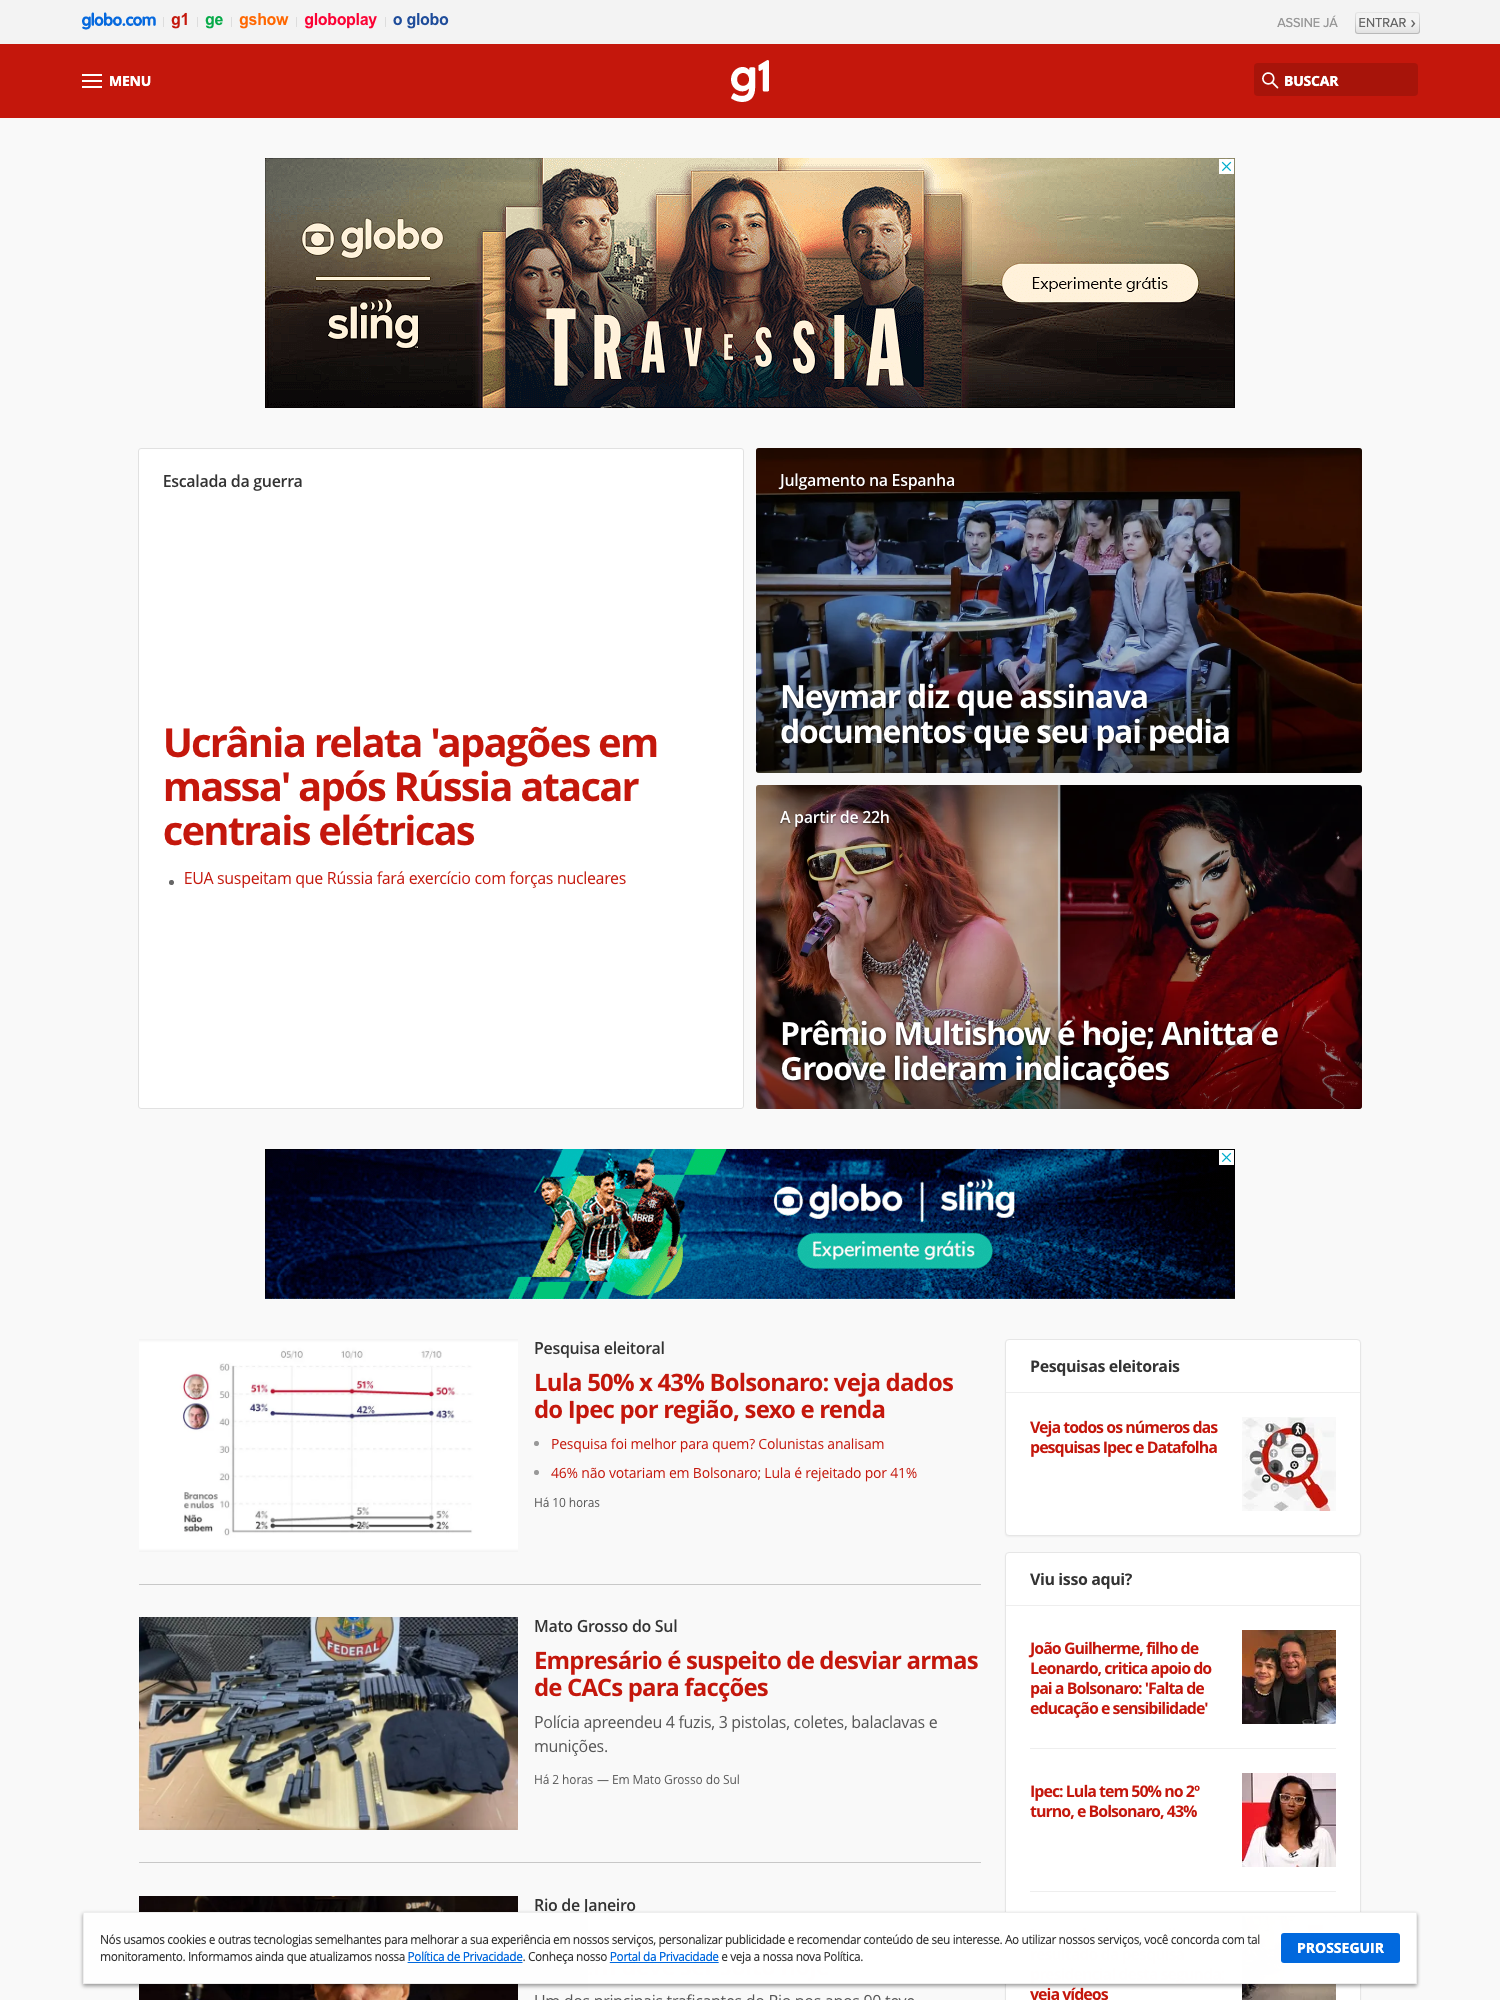 globo.com g1 ge gshow globoplay o globo
ASSINE JÁ ENTRAR ›
MENU
g1
BUSCAR
globo
sling
TRAVESSIA
Experimente grátis
Escalada da guerra
Ucrânia relata 'apagões em
massa' após Rússia atacar
centrais elétricas
EUA suspeitam que Rússia fará exercício com forças nucleares
Julgamento na Espanha
Neymar diz que assinava
documentos que seu pai pedia
A partir de 22h
Prêmio Multishow é hoje; Anitta e
Groove lideram indicações
globo | sling
Experimente grátis
05/10 10/10 17/10
60
50
40
30
20
10
0
51% 51% 50%
43% 42% 43%
Brancos
e nulos
4% 5% 5%
Não
sabem
2% 2% 2%
Pesquisa eleitoral
Lula 50% x 43% Bolsonaro: veja dados
do Ipec por região, sexo e renda
Pesquisa foi melhor para quem? Colunistas analisam
46% não votariam em Bolsonaro; Lula é rejeitado por 41%
Há 10 horas
FEDERAL
Mato Grosso do Sul
Empresário é suspeito de desviar armas
de CACs para facções
Polícia apreendeu 4 fuzis, 3 pistolas, coletes, balaclavas e
munições.
Há 2 horas — Em Mato Grosso do Sul
Rio de Janeiro
Um dos principais traficantes do Rio nos anos 90 teve
Pesquisas eleitorais
Veja todos os números das
pesquisas Ipec e Datafolha
Viu isso aqui?
João Guilherme, filho de
Leonardo, critica apoio do
pai a Bolsonaro: 'Falta de
educação e sensibilidade'
Ipec: Lula tem 50% no 2º
turno, e Bolsonaro, 43%
veja vídeos
Nós usamos cookies e outras tecnologias semelhantes para melhorar a sua experiência em nossos serviços, personalizar publicidade e recomendar conteúdo de seu interesse. Ao utilizar nossos serviços, você concorda com tal
monitoramento. Informamos ainda que atualizamos nossa Política de Privacidade. Conheça nosso Portal da Privacidade e veja a nossa nova Política.
PROSSEGUIR